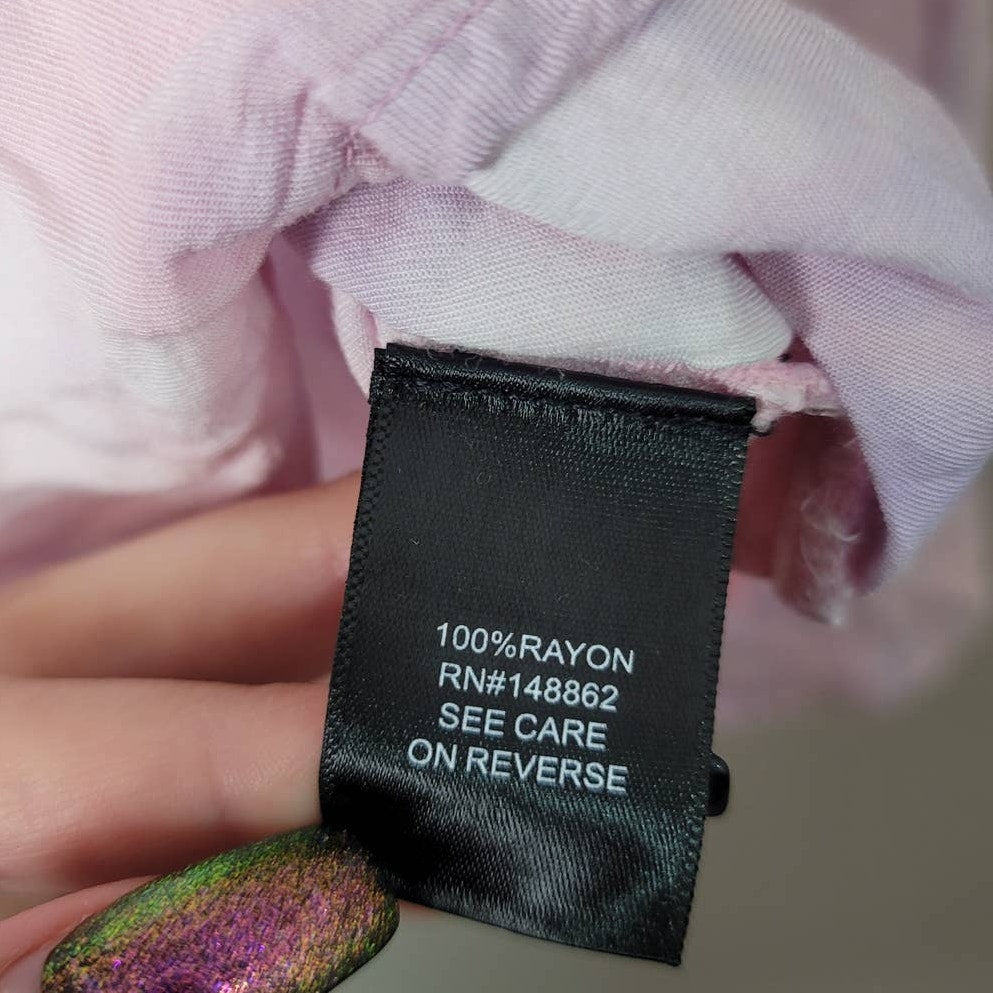 100%RAYON
RN#148862
SEE CARE
ON REVERSE